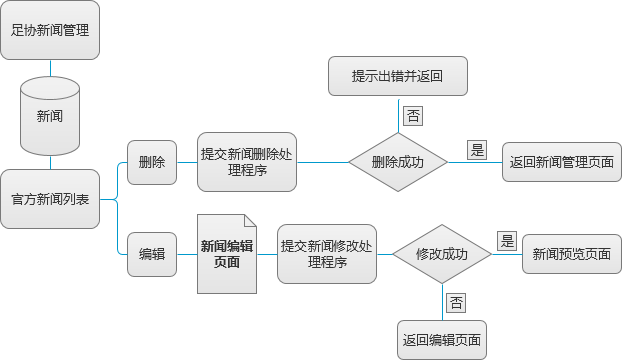 足协新闻管理
新闻
官方新闻列表
提示出错并返回
否
删除
提交新闻删除处
理程序
删除成功
是
返回新闻管理页面
编辑
新闻编辑
页面
提交新闻修改处
理程序
修改成功
是
新闻预览页面
否
返回编辑页面